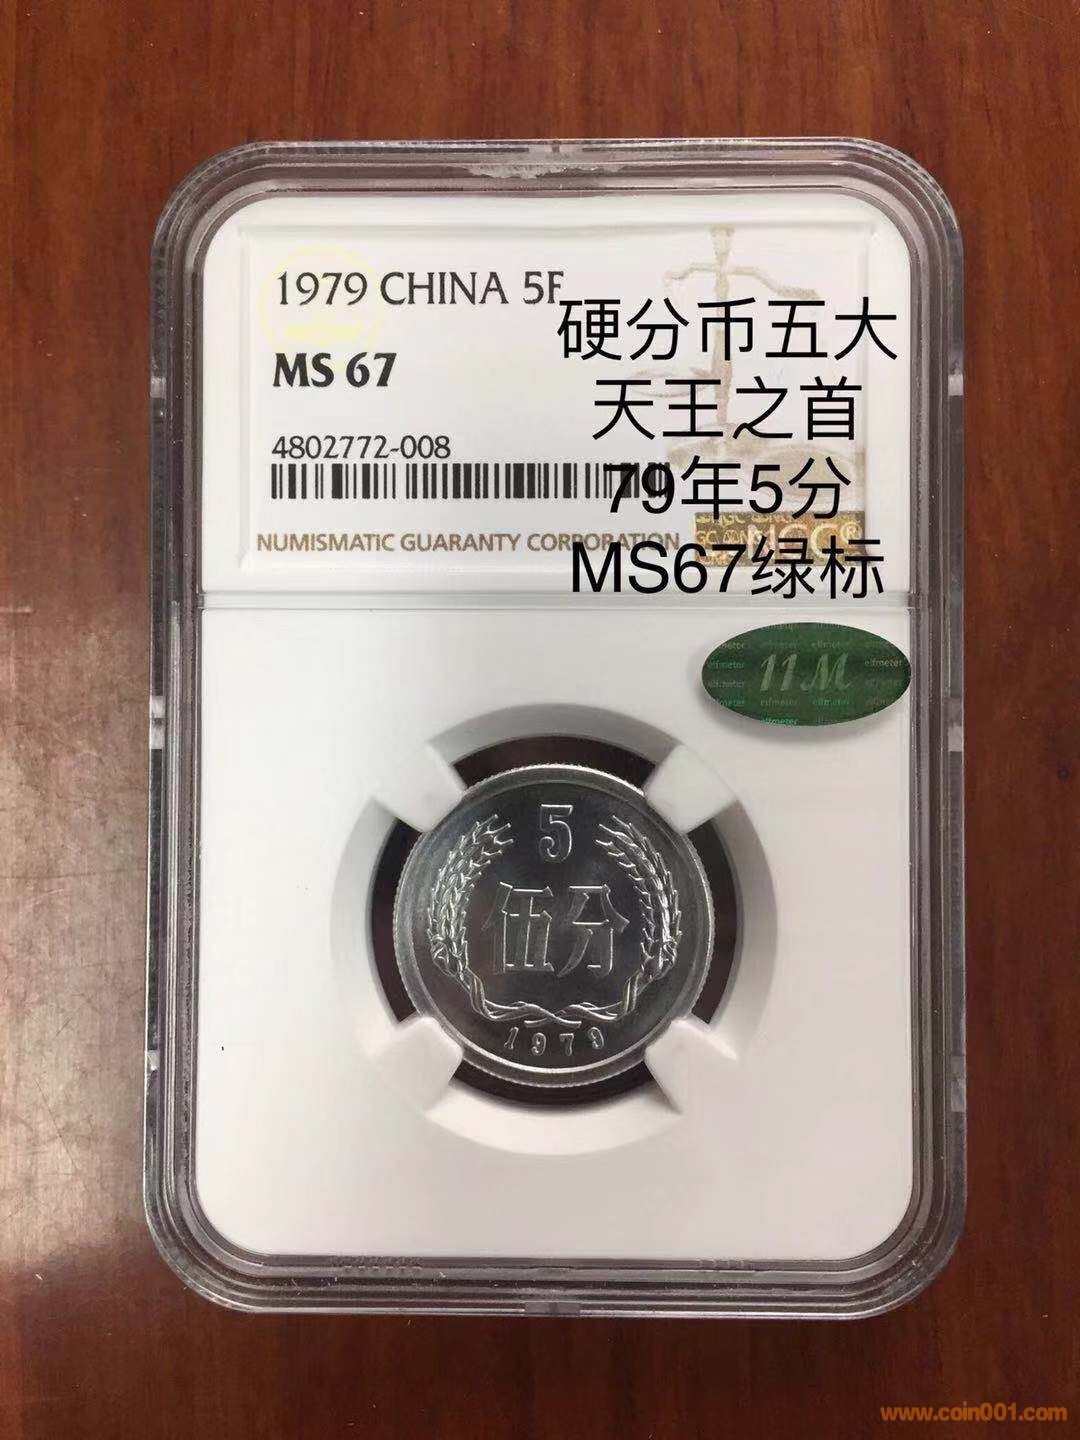 1979 CHINA 5F
MS 67
4802772-008
NUMISMATIC GUARANTY CORPORATION
NGC®
硬分币五大
天王之首
79年5分
MS67绿标
11M
elfmeter
5
伍分
1979
www.coin001.com